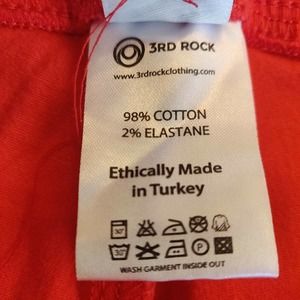 3RD ROCK
www.3rdrockclothing.com
98% COTTON
2% ELASTANE
Ethically Made
in Turkey
30°
30°
P
WASH GARMENT INSIDE OUT